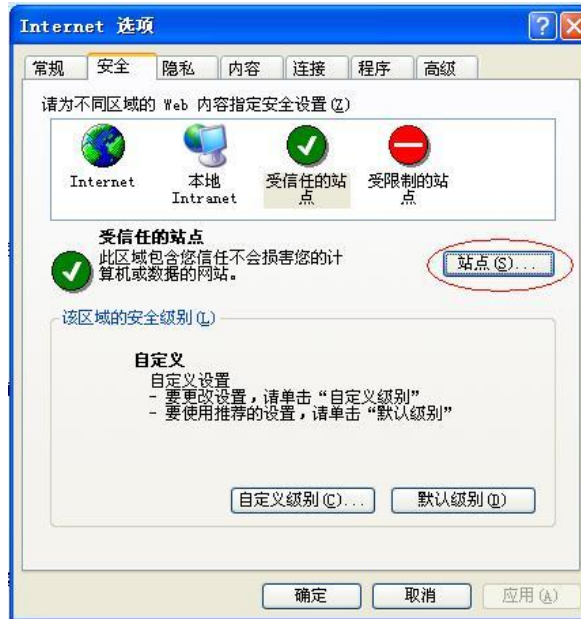 Internet 选项
常规 安全 隐私 内容 连接 程序 高级
请为不同区域的 Web 内容指定安全设置(Z)
Internet
本地
Intranet
受信任的站
点
受限制的站
点
受信任的站点
此区域包含您信任不会损害您的计
算机或数据的网站。
站点(S)...
该区域的安全级别(L)
自定义
自定义设置
- 要更改设置,请单击“自定义级别”
- 要使用推荐的设置,请单击“默认级别”
自定义级别(C)... 默认级别(D)
确定 取消 应用(A)